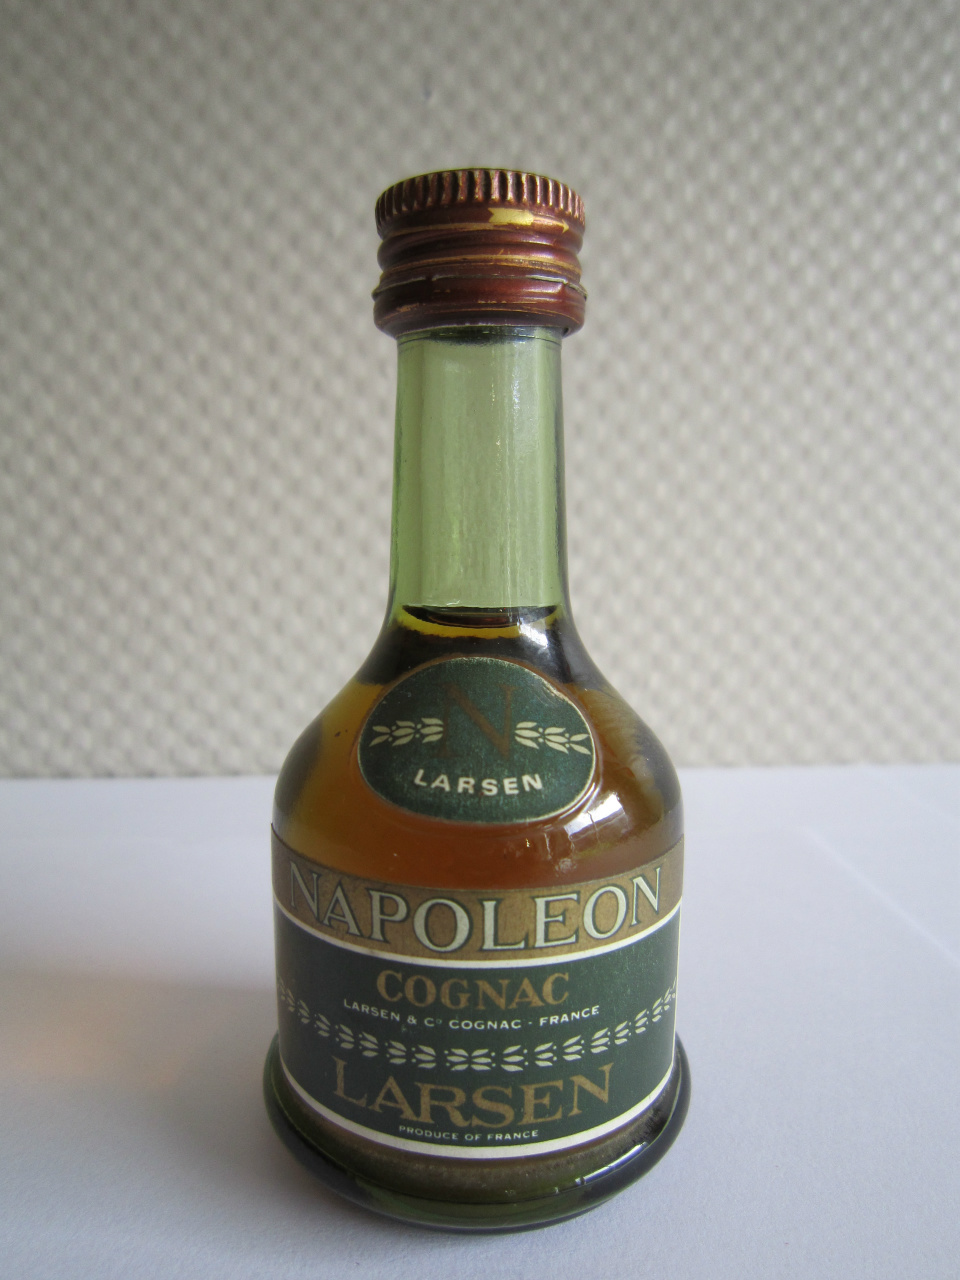 N
LARSEN
NAPOLEON
COGNAC
LARSEN & Cº COGNAC - FRANCE
LARSEN
PRODUCE OF FRANCE